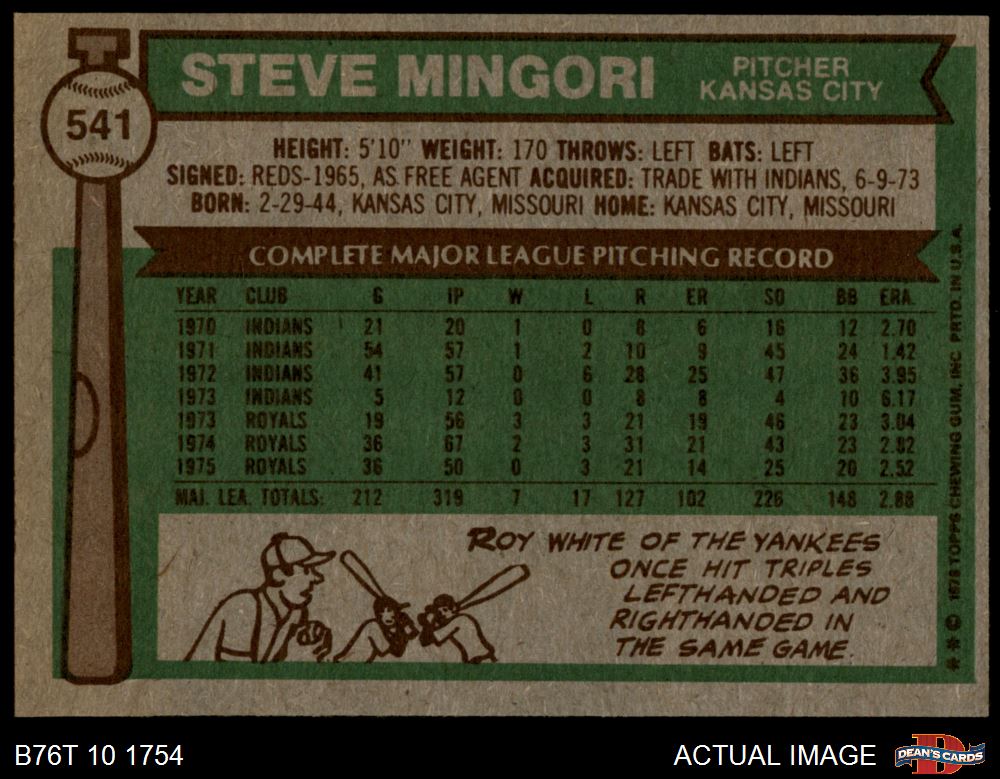 541
STEVE MINGORI
PITCHER
KANSAS CITY
HEIGHT: 5'10" WEIGHT: 170 THROWS: LEFT BATS: LEFT
SIGNED: REDS-1965, AS FREE AGENT ACQUIRED: TRADE WITH INDIANS, 6-9-73
BORN: 2-29-44, KANSAS CITY, MISSOURI HOME: KANSAS CITY, MISSOURI
COMPLETE MAJOR LEAGUE PITCHING RECORD
YEAR CLUB G IP W L R ER SO BB ERA
1970 INDIANS 21 20 1 0 8 6 16 12 2.70
1971 INDIANS 54 57 1 2 10 9 45 24 1.42
1972 INDIANS 41 57 0 6 28 25 47 36 3.95
1973 INDIANS 5 12 0 0 8 8 4 10 6.17
1973 ROYALS 19 56 3 3 21 19 46 23 3.04
1974 ROYALS 36 67 2 3 31 21 43 23 2.82
1975 ROYALS 36 50 0 3 21 14 25 20 2.52
MAJ. LEA. TOTALS: 212 319 7 17 127 102 226 148 2.88
ROY WHITE OF THE YANKEES
ONCE HIT TRIPLES
LEFTHANDED AND
RIGHTHANDED IN
THE SAME GAME.
** © 1976 TOPPS CHEWING GUM, INC PRTD. IN U.S.A.
B76T 10 1754
ACTUAL IMAGE
DEAN'S CARDS